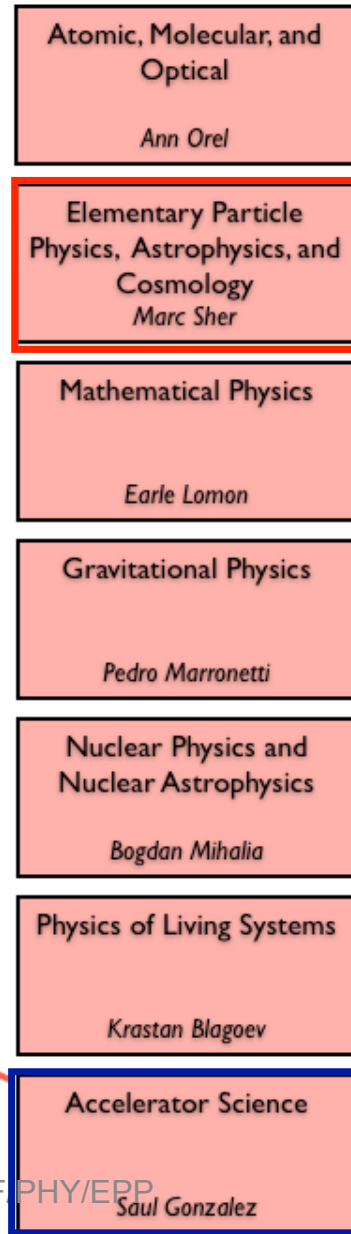 Atomic, Molecular, and
Optical
Ann Orel
Elementary Particle
Physics, Astrophysics, and
Cosmology
Marc Sher
Mathematical Physics
Earle Lomon
Gravitational Physics
Pedro Marronetti
Nuclear Physics and
Nuclear Astrophysics
Bogdan Mihalia
Physics of Living Systems
Krastan Blagoev
Accelerator Science
PHY/EPP
Saul Gonzalez